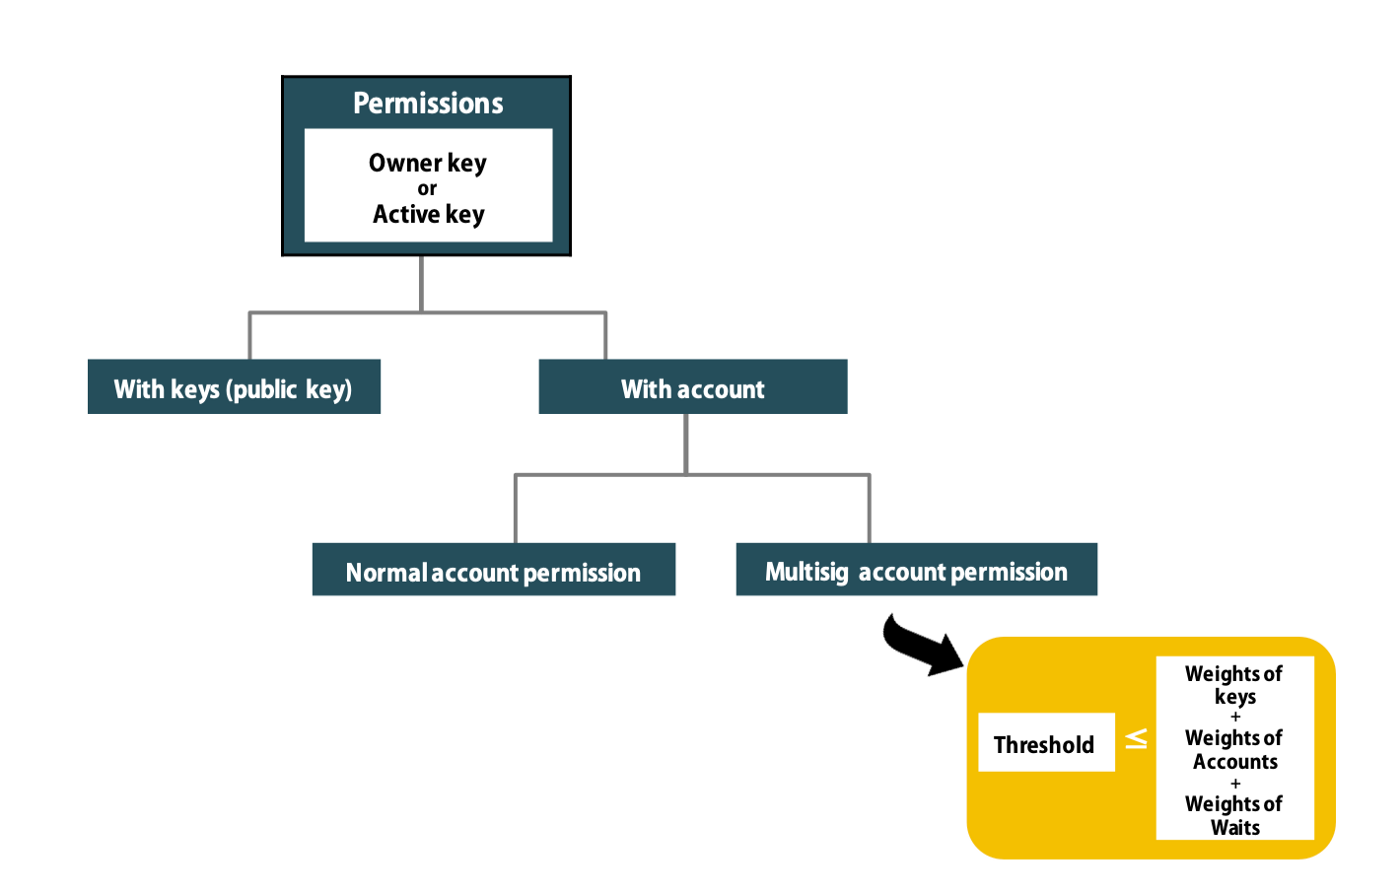 Permissions
Owner key
or
Active key
With keys (public key)
With account
Normal account permission
Multisig account permission
Threshold
≤
Weights of
keys
+
Weights of
Accounts
+
Weights of
Waits